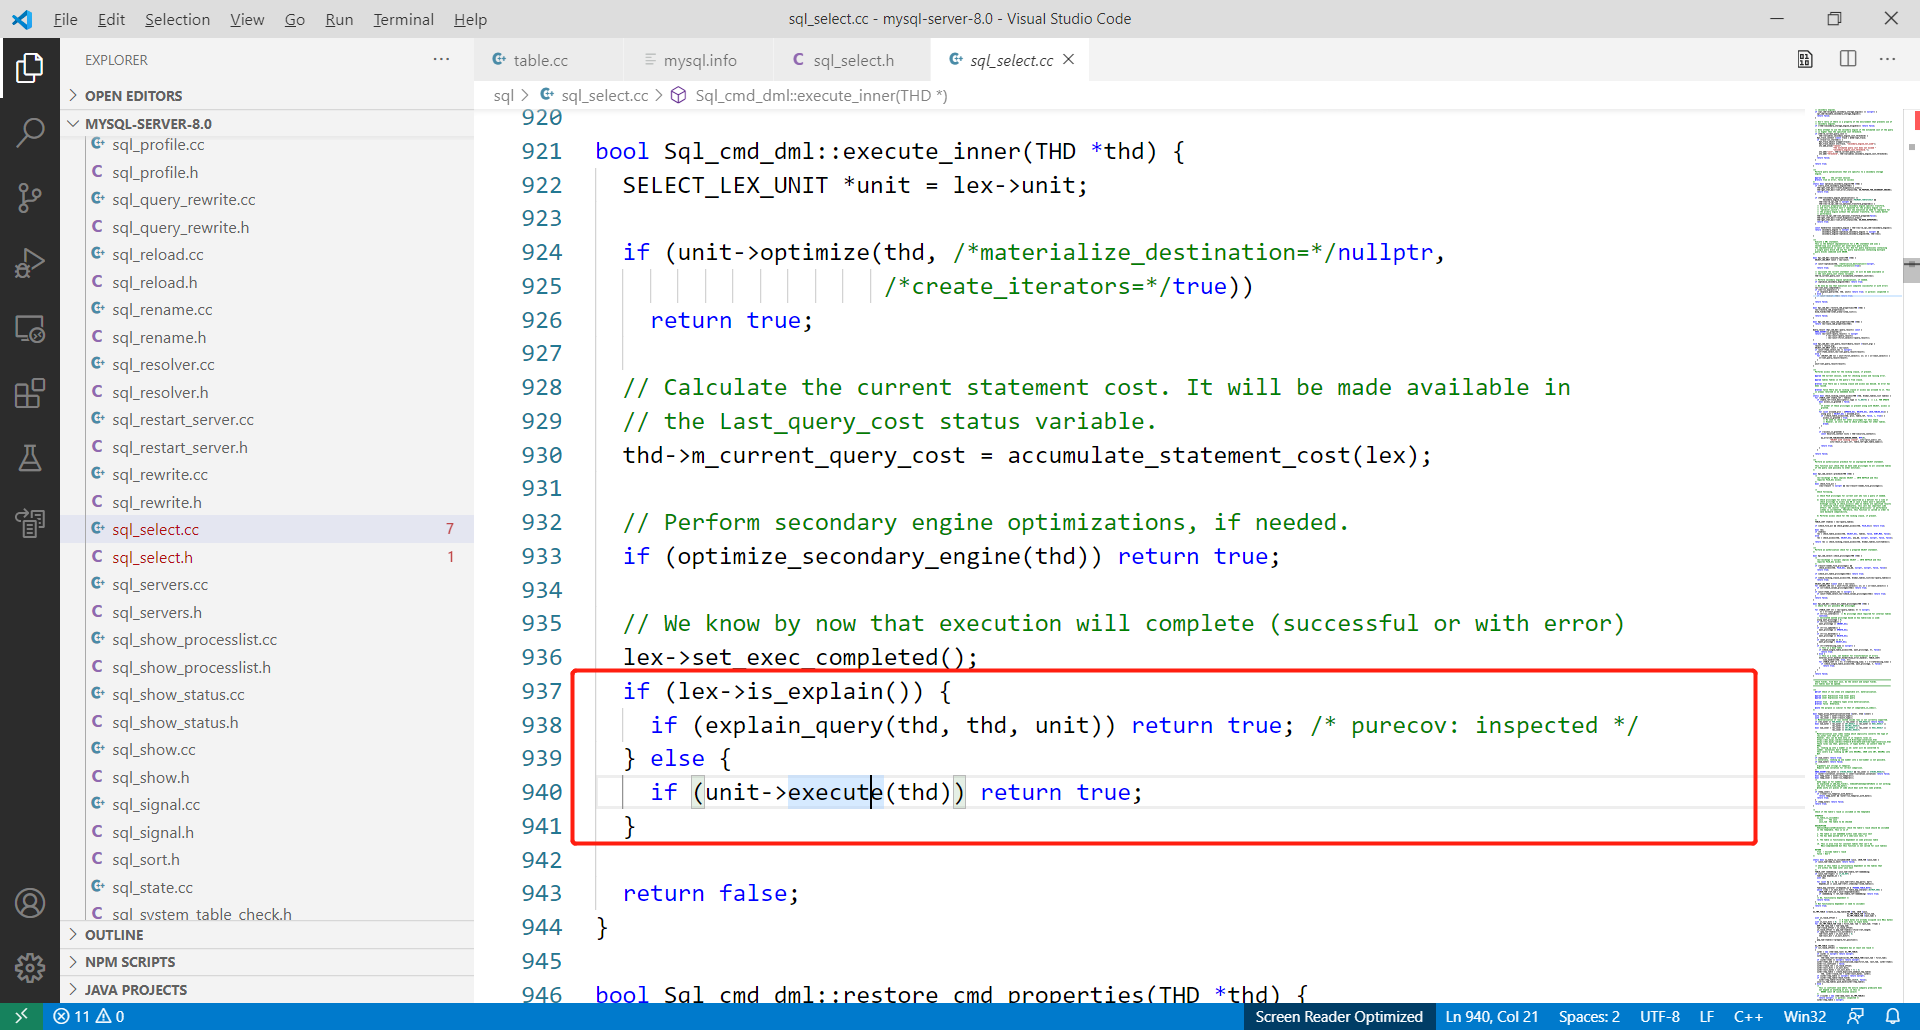 File Edit Selection View Go Run Terminal Help
sql_select.cc - mysql-server-8.0 - Visual Studio Code
EXPLORER
OPEN EDITORS
MYSQL-SERVER-8.0
sql_profile.cc
sql_profile.h
sql_query_rewrite.cc
sql_query_rewrite.h
sql_reload.cc
sql_reload.h
sql_rename.cc
sql_rename.h
sql_resolver.cc
sql_resolver.h
sql_restart_server.cc
sql_restart_server.h
sql_rewrite.cc
sql_rewrite.h
sql_select.cc 7
sql_select.h 1
sql_servers.cc
sql_servers.h
sql_show_processlist.cc
sql_show_processlist.h
sql_show_status.cc
sql_show_status.h
sql_show.cc
sql_show.h
sql_signal.cc
sql_signal.h
sql_sort.h
sql_state.cc
sql_system_table_check.h
OUTLINE
NPM SCRIPTS
JAVA PROJECTS
table.cc mysql.info sql_select.h sql_select.cc
sql > sql_select.cc > Sql_cmd_dml::execute_inner(THD *)
920
921 bool Sql_cmd_dml::execute_inner(THD *thd) {
922 SELECT_LEX_UNIT *unit = lex->unit;
923
924 if (unit->optimize(thd, /*materialize_destination=*/nullptr,
925 /*create_iterators=*/true))
926 return true;
927
928 // Calculate the current statement cost. It will be made available in
929 // the Last_query_cost status variable.
930 thd->m_current_query_cost = accumulate_statement_cost(lex);
931
932 // Perform secondary engine optimizations, if needed.
933 if (optimize_secondary_engine(thd)) return true;
934
935 // We know by now that execution will complete (successful or with error)
936 lex->set_exec_completed();
937 if (lex->is_explain()) {
938 if (explain_query(thd, thd, unit)) return true; /* purecov: inspected */
939 } else {
940 if (unit->execute(thd)) return true;
941 }
942
943 return false;
944 }
945
946 bool Sql_cmd_dml::restore_cmd_properties(THD *thd) {
11 0
Screen Reader Optimized Ln 940, Col 21 Spaces: 2 UTF-8 LF C++ Win32